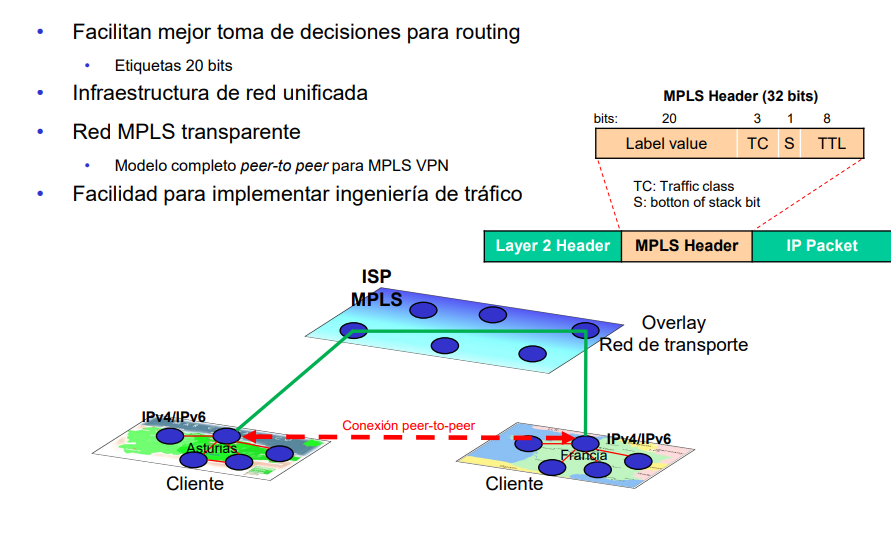 Facilitan mejor toma de decisiones para routing
Etiquetas 20 bits
Infraestructura de red unificada
Red MPLS transparente
Modelo completo peer-to peer para MPLS VPN
Facilidad para implementar ingeniería de tráfico
MPLS Header (32 bits)
bits: 20 3 1 8
Label value TC S TTL
TC: Traffic class
S: botton of stack bit
Layer 2 Header MPLS Header IP Packet
ISP
MPLS
Overlay
Red de transporte
IPv4/IPv6
Asturias
Cliente
Conexión peer-to-peer
IPv4/IPv6
Francia
Cliente